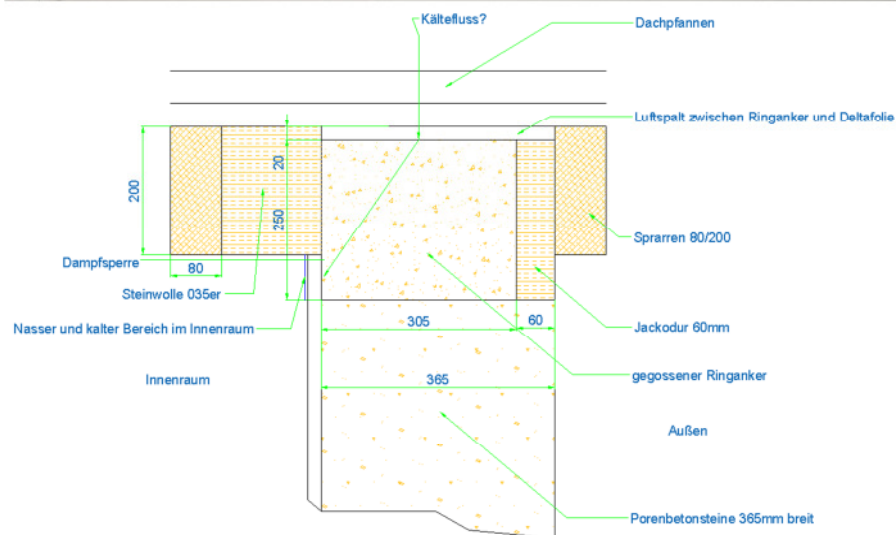 Kältefluss?
Dachpfannen
Luftspalt zwischen Ringanker und Deltafolie
200
20
250
Sprarren 80/200
Dampfsperre
80
Steinwolle 035er
Nasser und kalter Bereich im Innenraum
305
60
Jackodur 60mm
Innenraum
365
gegossener Ringanker
Außen
Porenbetonsteine 365mm breit